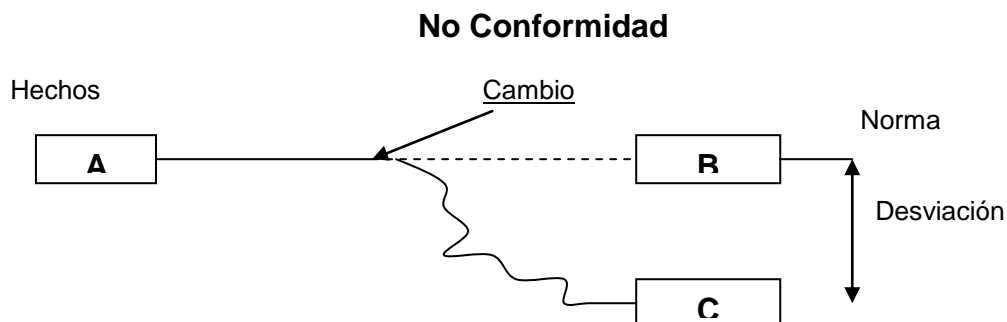 No Conformidad
Hechos
Cambio
Norma
A
B
Desviación
C